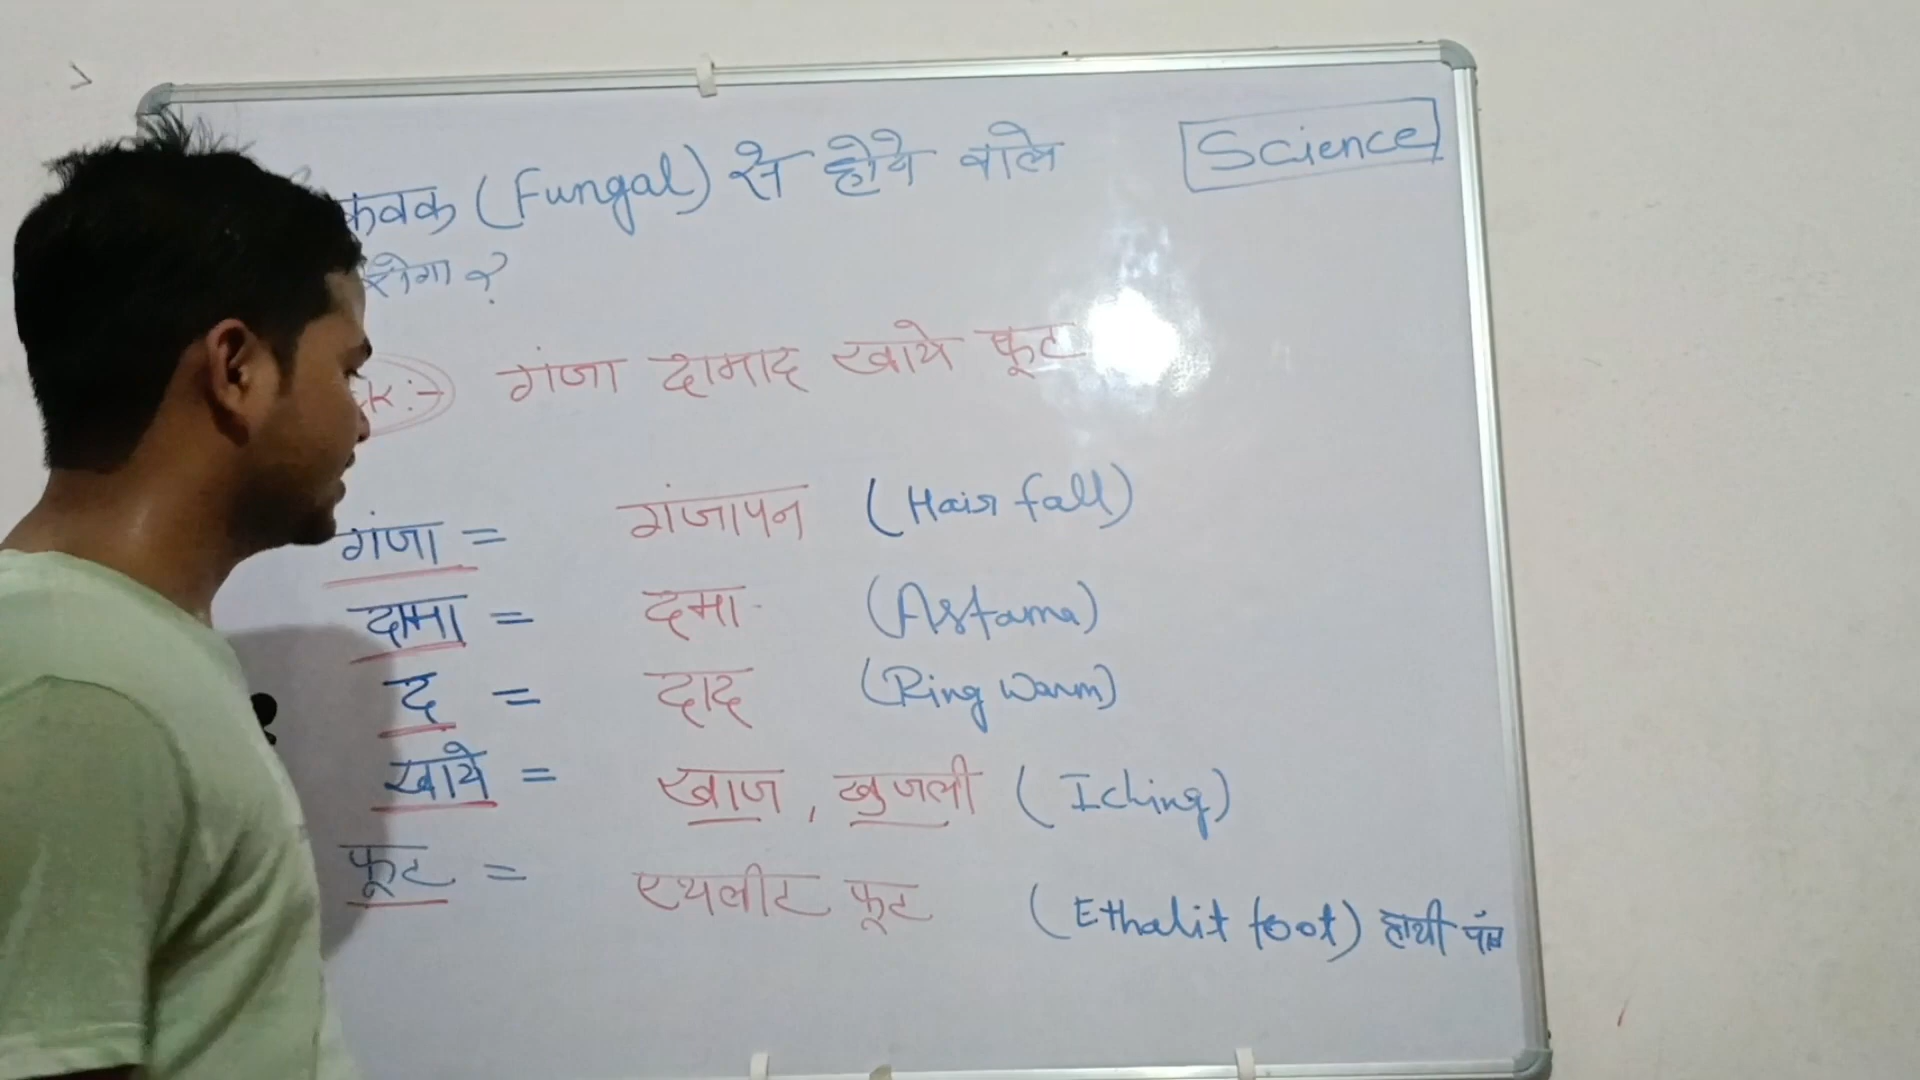 कवक (Fungal) से होये वाले
Science
रोगा ?
गंजा दामाद खाये फूट
गंजा = गंजापन (Hair fall)
दामा = दमा (Astama)
द = दाद (Ring warm)
खाये = खाज, खुजली (Iching)
फूट = एथलीट फूट (Ethalit foot) हाथी